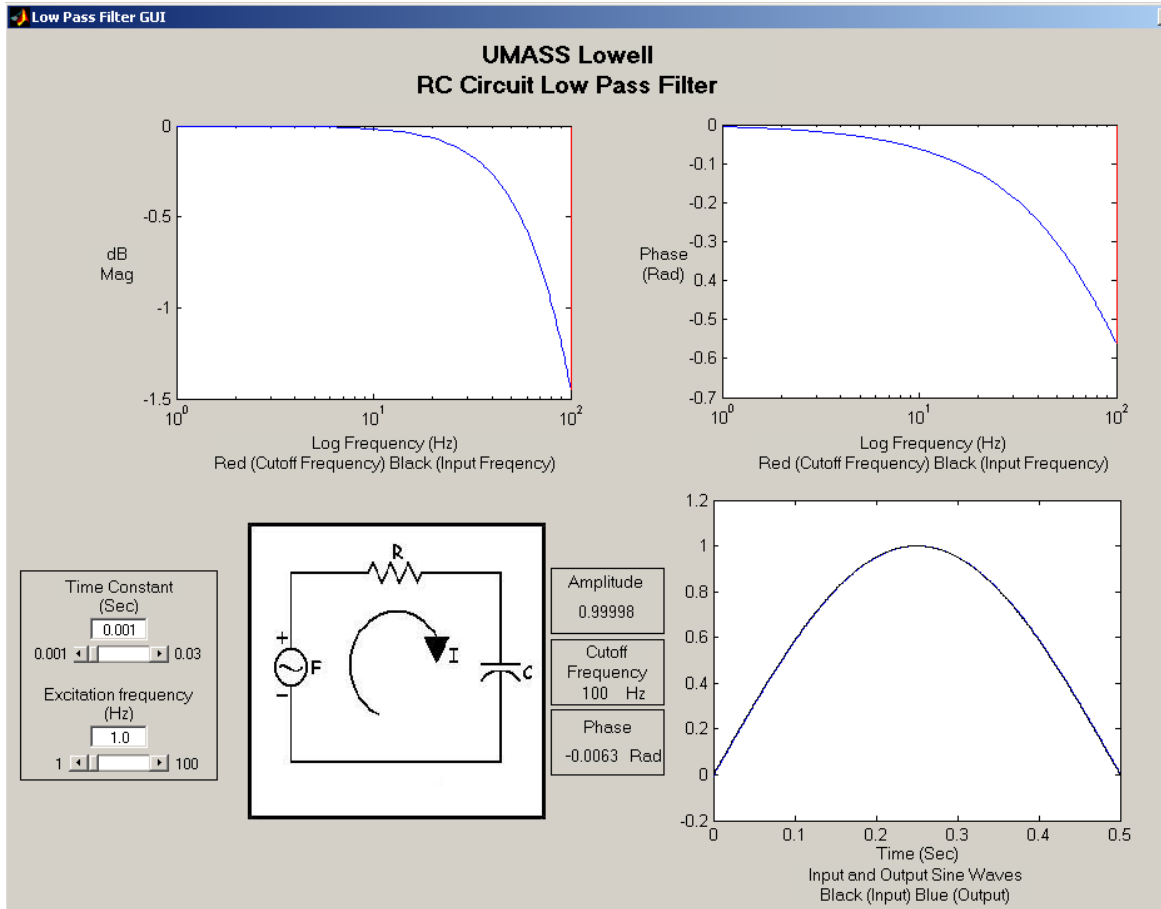 Low Pass Filter GUI
UMASS Lowell
RC Circuit Low Pass Filter
0
-0.5
-1
-1.5
dB
Mag
10^0
10^1
10^2
Log Frequency (Hz)
Red (Cutoff Frequency) Black (Input Freqency)
0
-0.1
-0.2
-0.3
0.4
-0.5
-0.6
-0.7
Phase
(Rad)
10^0
10^1
10^2
Log Frequency (Hz)
Red (Cutoff Frequency) Black (Input Frequency)
Time Constant
(Sec)
0.001
0.001
0.03
Excitation frequency
(Hz)
1.0
1
100
R
+
F
-
I
C
Amplitude
0.99998
Cutoff
Frequency
100 Hz
Phase
-0.0063 Rad
1.2
1
0.8
0.6
0.4
0.2
0
-0.2
0
0.1
0.2
0.3
0.4
0.5
Time (Sec)
Input and Output Sine Waves
Black (Input) Blue (Output)